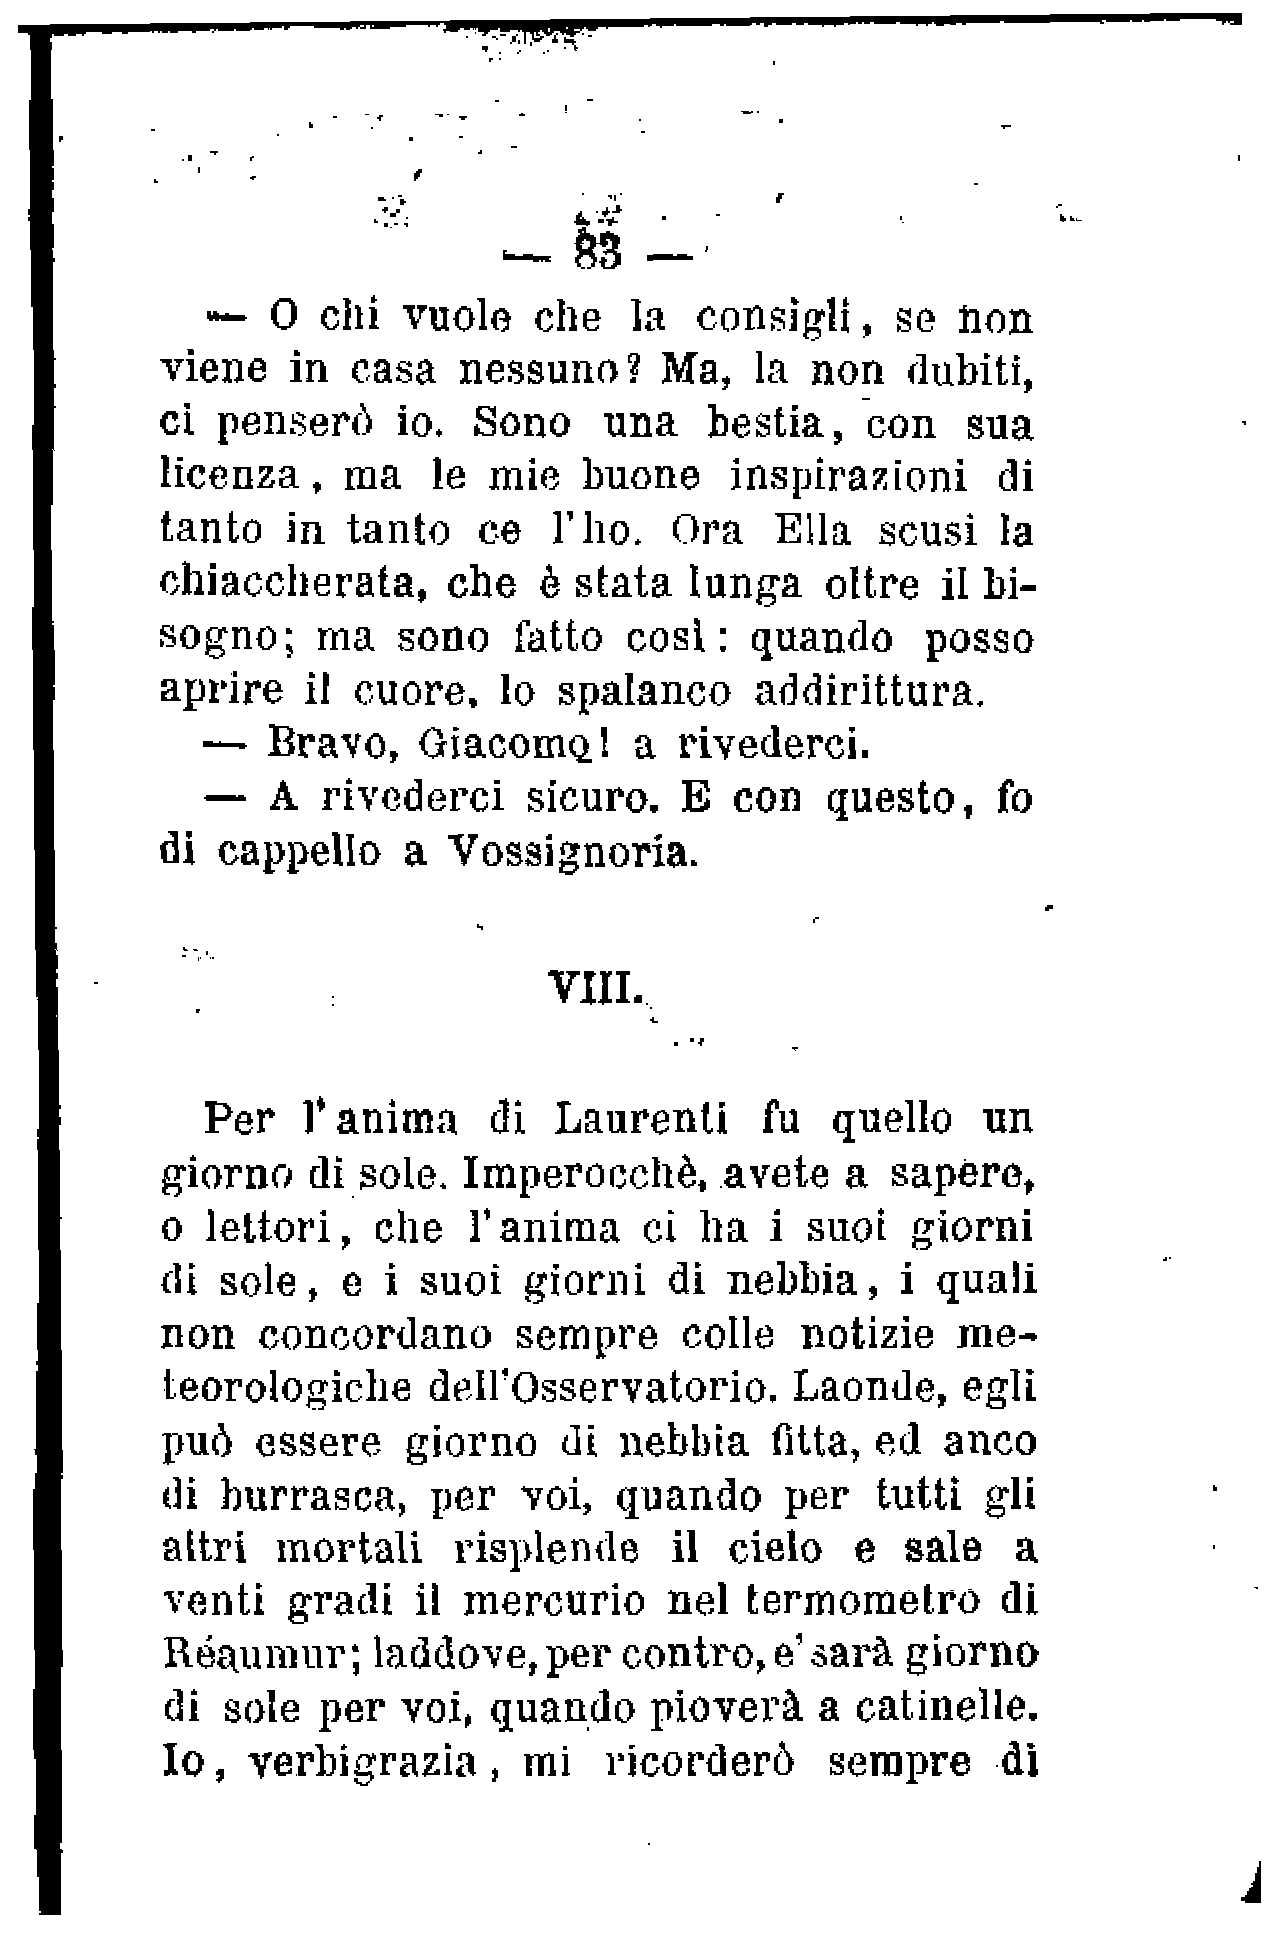 — 83 —
— O chi vuole che la consigli, se non
viene in casa nessuno? Ma, la non dubiti,
ci penserò io. Sono una bestia, con sua
licenza, ma le mie buone inspirazioni di
tanto in tanto ce l'ho. Ora Ella scusi la
chiaccherata, che è stata lunga oltre il bi-
sogno; ma sono fatto così: quando posso
aprire il cuore, lo spalanco addirittura.
— Bravo, Giacomo! a rivederci.
— A rivederci sicuro. E con questo, fo
di cappello a Vossignoría.
VIII.
Per l'anima di Laurenti fu quello un
giorno di sole. Imperocchè, avete a sapere,
o lettori, che l'anima ci ha i suoi giorni
di sole, e i suoi giorni di nebbia, i quali
non concordano sempre colle notizie me-
teorologiche dell'Osservatorio. Laonde, egli
può essere giorno di nebbia fitta, ed anco
di burrasca, per voi, quando per tutti gli
altri mortali risplende il cielo e sale a
venti gradi il mercurio nel termometro di
Réaumur; laddove, per contro, e' sarà giorno
di sole per voi, quando pioverà a catinelle.
Io, verbigrazia, mi ricorderò sempre di